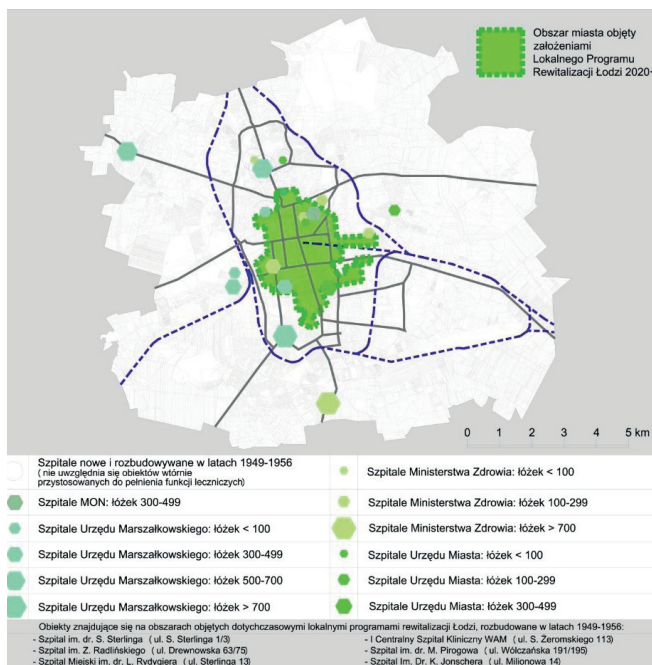 Obszar miasta objęty
założeniami
Lokalnego Programu
Rewitalizacji Łodzi 2020+
0 1 2 3 4 5 km
Szpitale nowe i rozbudowywane w latach 1949-1956
( nie uwzględnia się obiektów wtórnie
przystosowanych do pełnienia funkcji leczniczych)
Szpitale MON: łóżek 300-499
Szpitale Urzędu Marszałkowskiego: łóżek < 100
Szpitale Urzędu Marszałkowskiego: łóżek 300-499
Szpitale Urzędu Marszałkowskiego: łóżek 500-700
Szpitale Urzędu Marszałkowskiego: łóżek > 700
Szpitale Ministerstwa Zdrowia: łóżek < 100
Szpitale Ministerstwa Zdrowia: łóżek 100-299
Szpitale Ministerstwa Zdrowia: łóżek > 700
Szpitale Urzędu Miasta: łóżek < 100
Szpitale Urzędu Miasta: łóżek 100-299
Szpitale Urzędu Miasta: łóżek 300-499
Obiekty znajdujące się na obszarach objętych dotychczasowymi lokalnymi programami rewitalizacji Łodzi, rozbudowane w latach 1949-1956:
- Szpital im. dr. S. Sterlinga ( ul. S. Sterlinga 1/3)
- Szpital im. Z. Radlińskiego ( ul. Drewnowska 63/75)
- Szpital Miejski im. dr. L. Rydygiera ( ul. Sterlinga 13)
- I Centralny Szpital Kliniczny WAM ( ul. S. Żeromskiego 113)
- Szpital im. dr. M. Pirogowa ( ul. Wólczańska 191/195)
- Szpital Im. Dr. K. Jonschera ( ul. Milionowa 14)